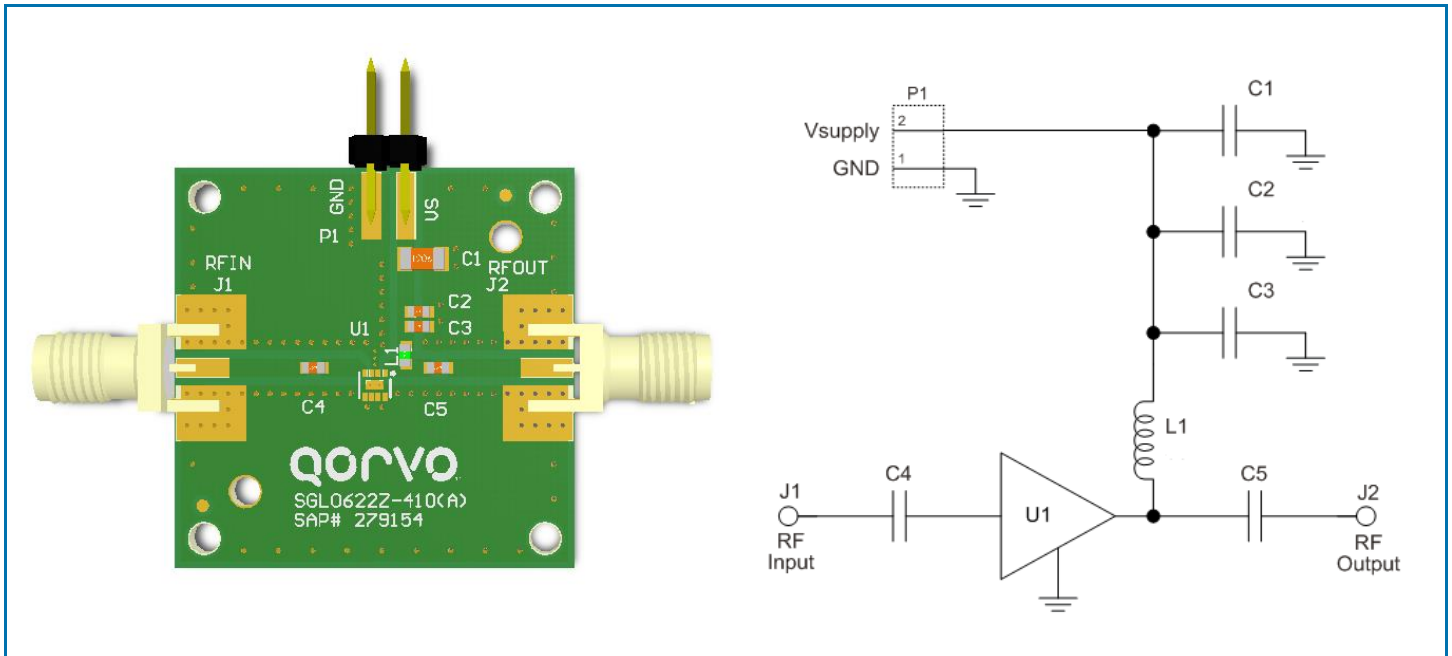 GND
VS
P1
C1
RFIN
J1
RFOUT
J2
C2
C3
U1
L1
C4
C5
QORVO
SGL0622Z-410(A)
SAP# 279154
P1
Vsupply
2
GND
1
C1
C2
C3
L1
J1
RF
Input
C4
U1
C5
J2
RF
Output